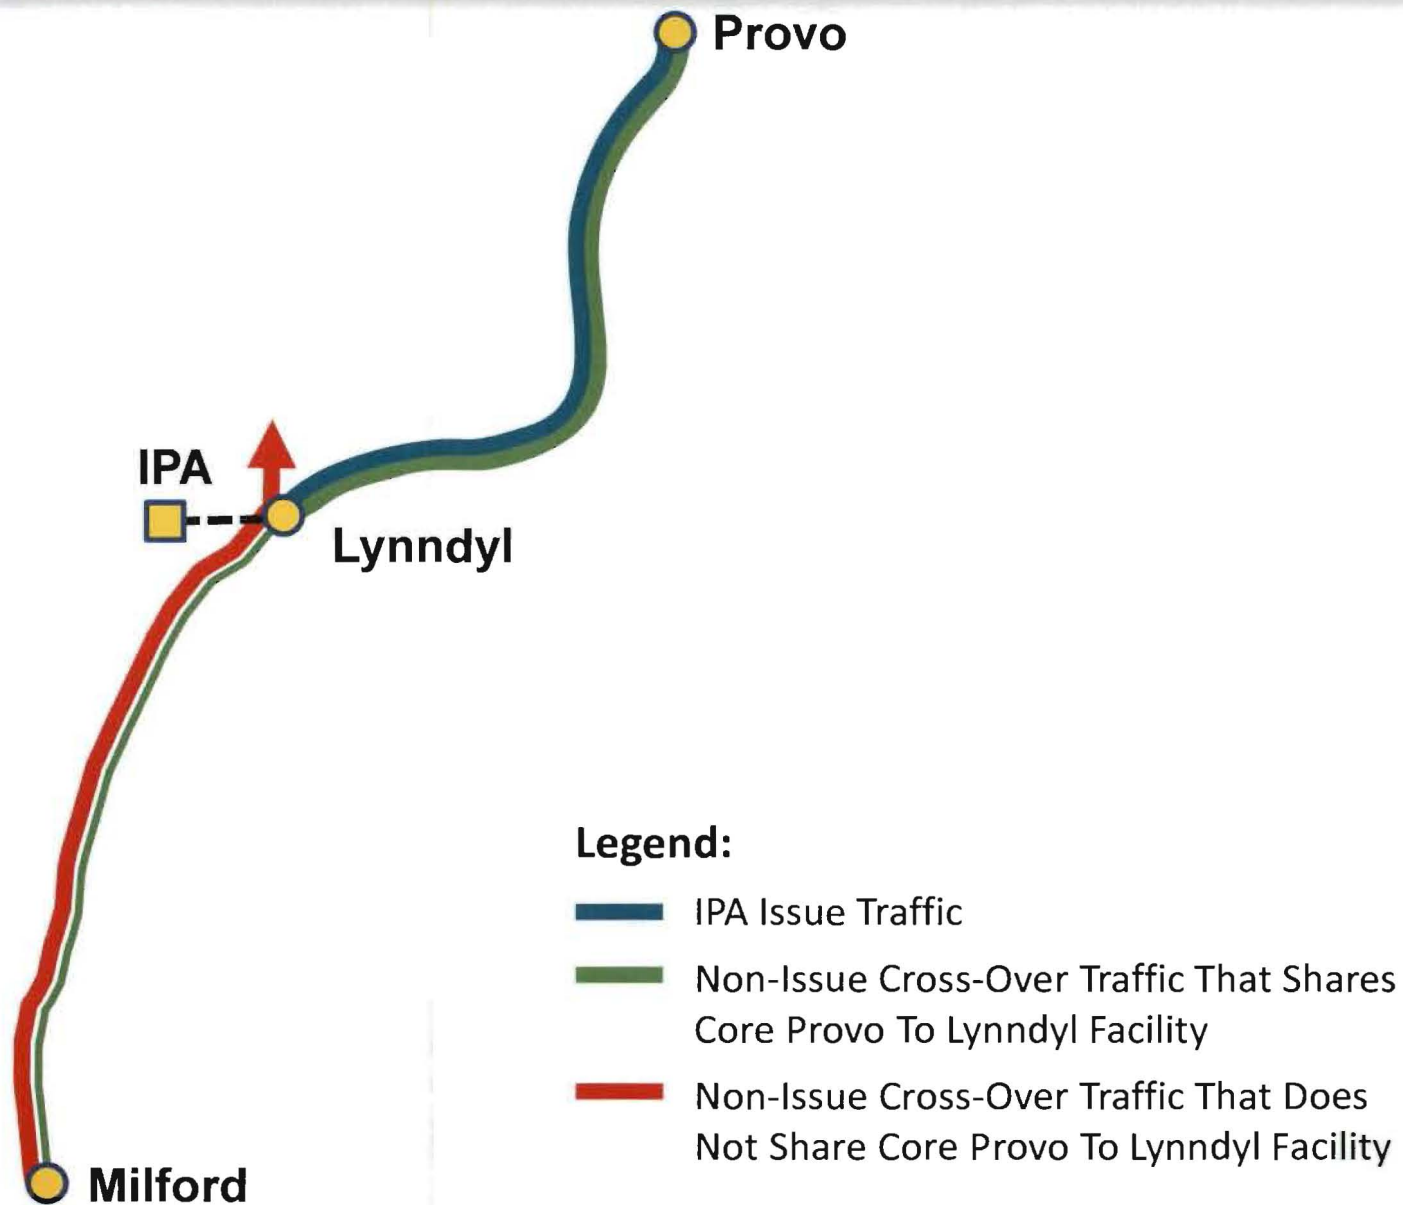 Provo
IPA
Lynndyl
Legend:
IPA Issue Traffic
Non-Issue Cross-Over Traffic That Shares
Core Provo To Lynndyl Facility
Non-Issue Cross-Over Traffic That Does
Not Share Core Provo To Lynndyl Facility
Milford